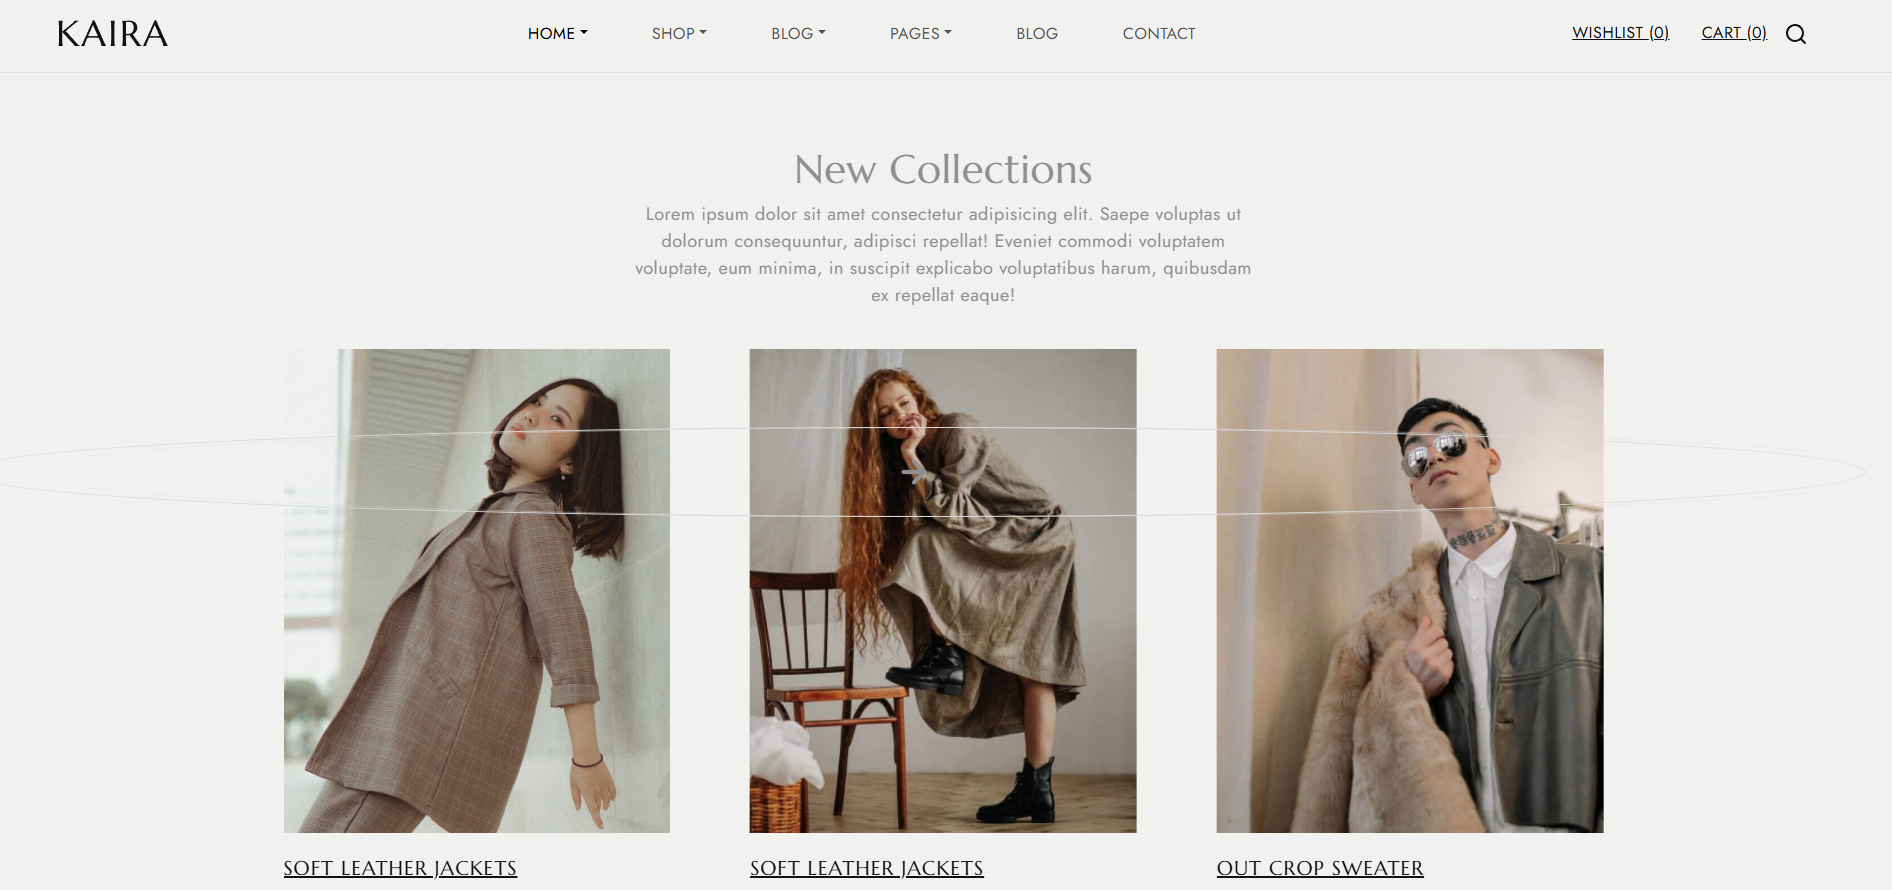 KAIRA
HOME
SHOP
BLOG
PAGES
BLOG
CONTACT
WISHLIST (0)
CART (0)
New Collections
Lorem ipsum dolor sit amet consectetur adipisicing elit. Saepe voluptas ut
dolorum consequuntur, adipisci repellat! Eveniet commodi voluptatem
voluptate, eum minima, in suscipit explicabo voluptatibus harum, quibusdam
ex repellat eaque!
SOFT LEATHER JACKETS
SOFT LEATHER JACKETS
OUT CROP SWEATER